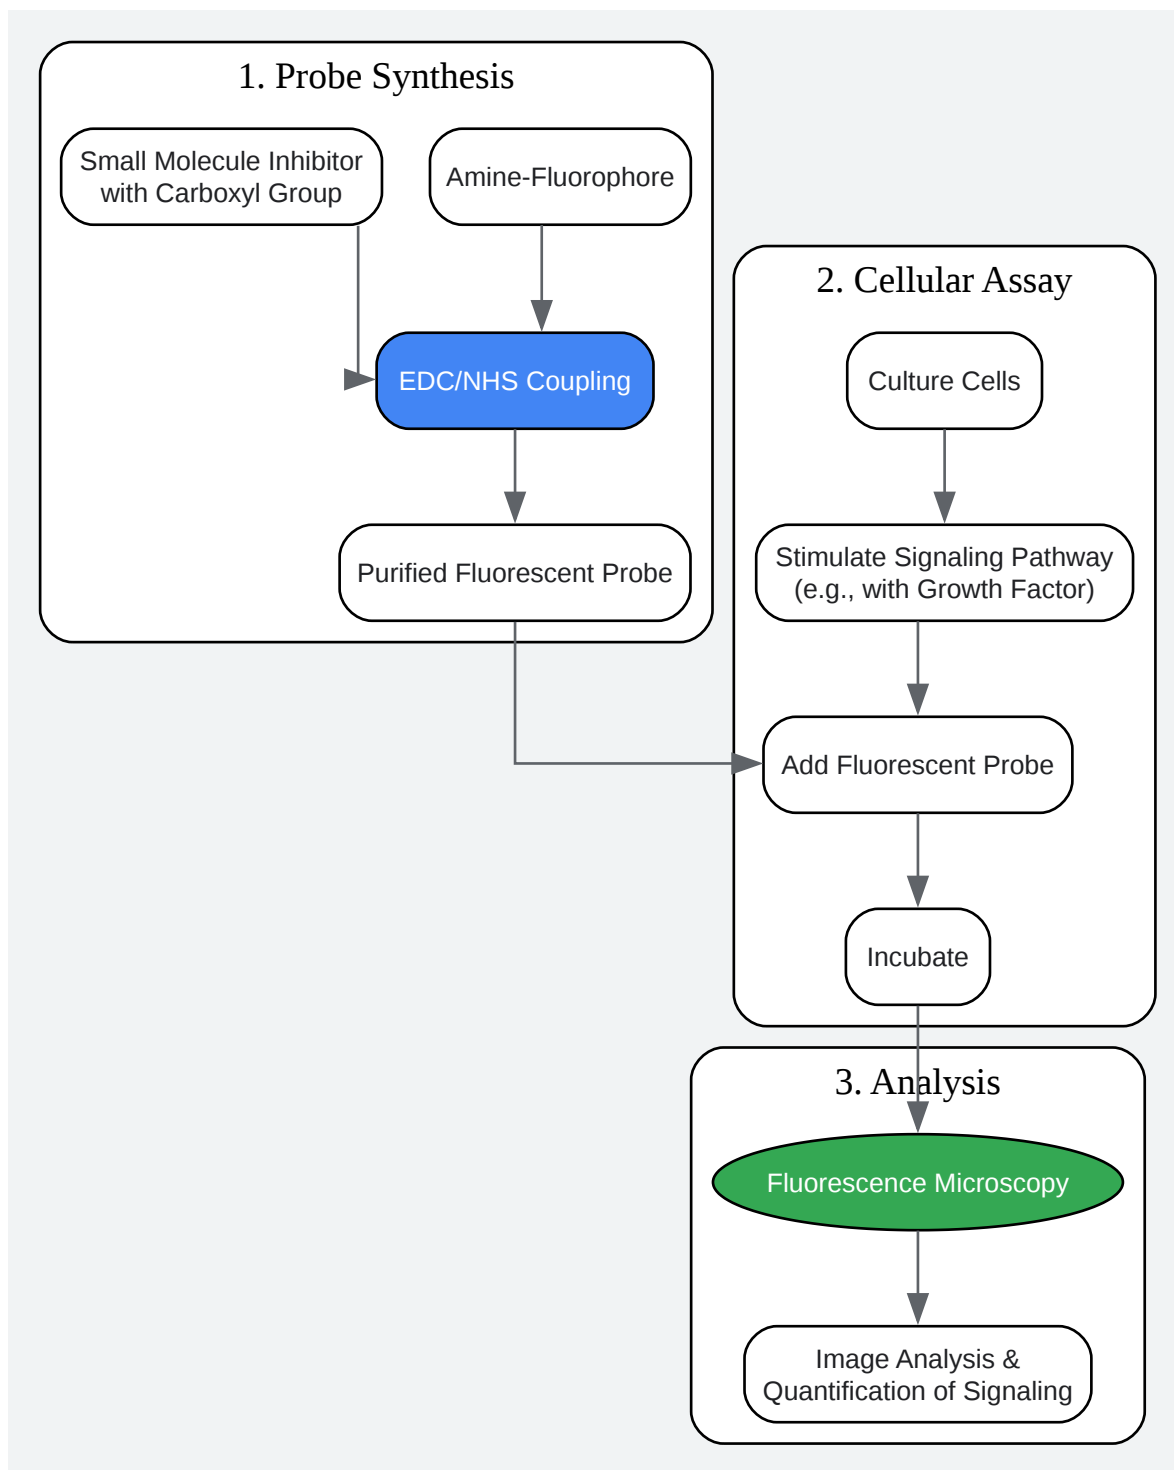 1. Probe Synthesis
Small Molecule Inhibitor
with Carboxyl Group
Amine-Fluorophore
EDC/NHS Coupling
Purified Fluorescent Probe
2. Cellular Assay
Culture Cells
Stimulate Signaling Pathway
(e.g., with Growth Factor)
Add Fluorescent Probe
Incubate
3. Analysis
Fluorescence Microscopy
Image Analysis &
Quantification of Signaling